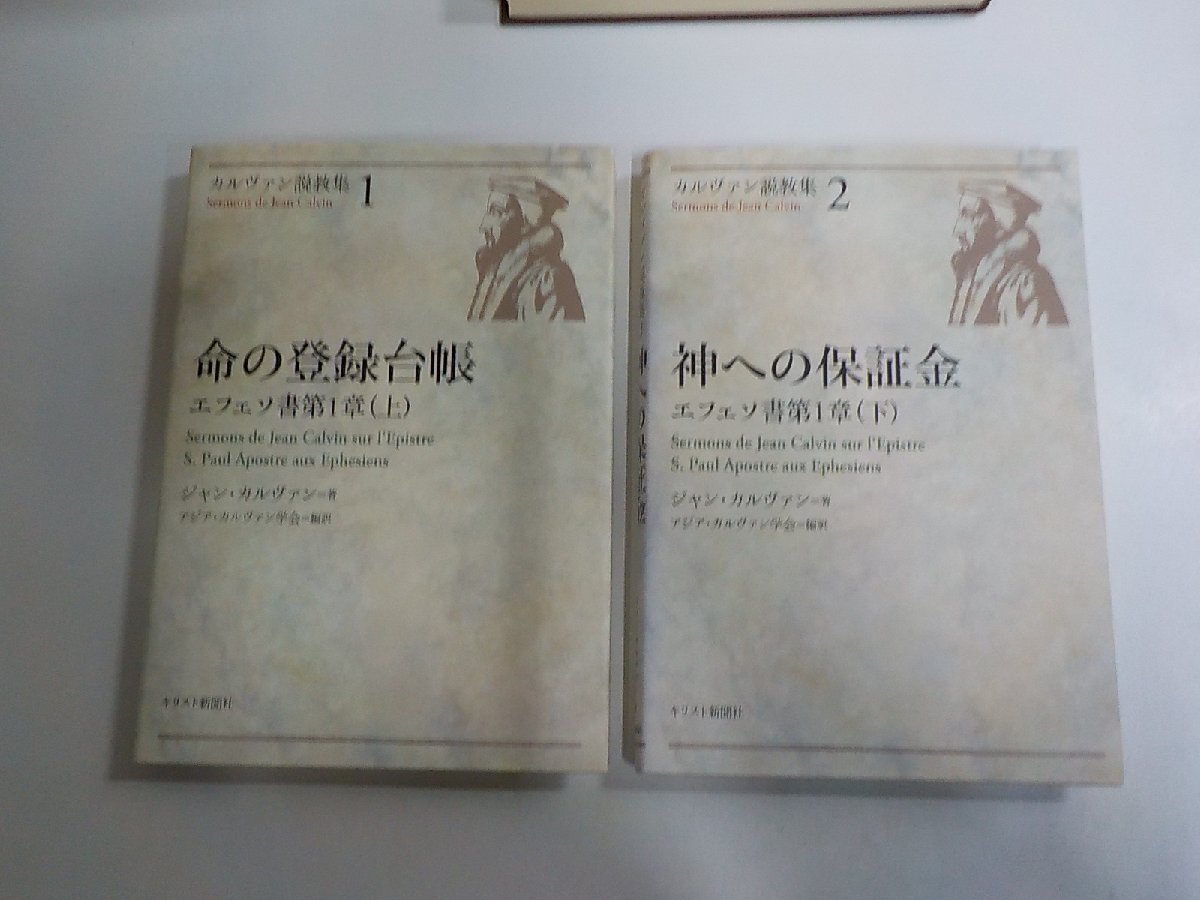 カルヴァン説教集 1
Sermons de Jean Calvin
命の登録台帳
エフェソ書第1章(上)
Sermons de Jean Calvin sur l'Epistre
S. Paul Apostre aux Ephesiens
ジャン・カルヴァン=著
アジア・カルヴァン学会=編訳
キリスト新聞社
カルヴァン説教集 2
Sermons de Jean Calvin
神への保証金
エフェソ書第1章(下)
Sermons de Jean Calvin sur l'Epistre
S. Paul Apostre aux Ephesiens
ジャン・カルヴァン=著
アジア・カルヴァン学会=編訳
キリスト新聞社